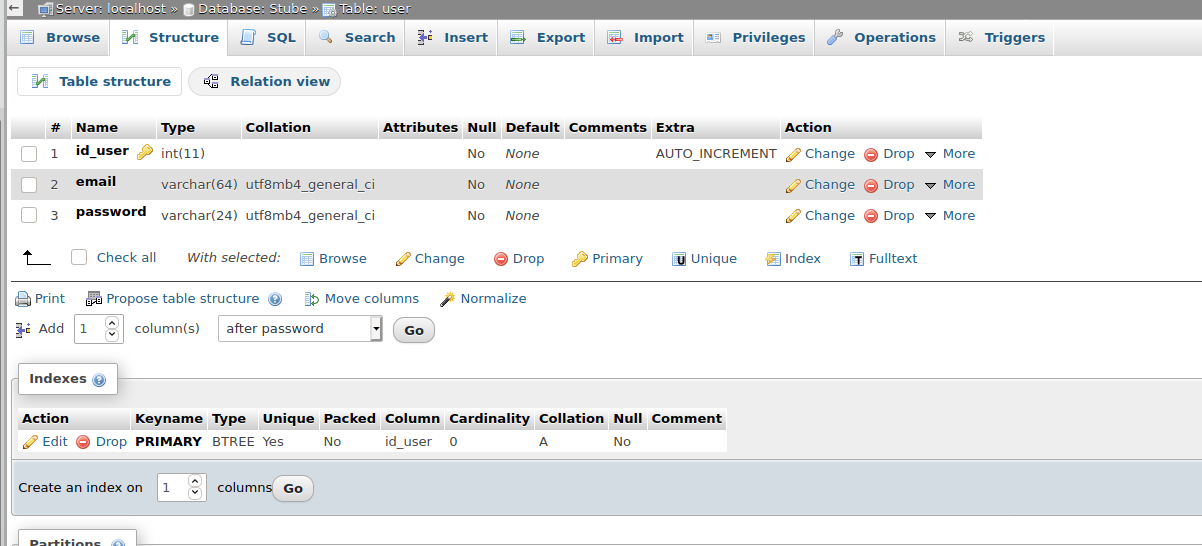 Server: localhost » Database: Stube » Table: user
Browse Structure SQL Search Insert Export Import Privileges Operations Triggers
Table structure Relation view
# Name Type Collation Attributes Null Default Comments Extra Action
1 id_user int(11) No None AUTO_INCREMENT Change Drop More
2 email varchar(64) utf8mb4_general_ci No None Change Drop More
3 password varchar(24) utf8mb4_general_ci No None Change Drop More
Check all With selected: Browse Change Drop Primary Unique Index Fulltext
Print Propose table structure Move columns Normalize
Add 1 column(s) after password Go
Indexes
Action Keyname Type Unique Packed Column Cardinality Collation Null Comment
Edit Drop PRIMARY BTREE Yes No id_user 0 A No
Create an index on 1 columns Go
Partitions